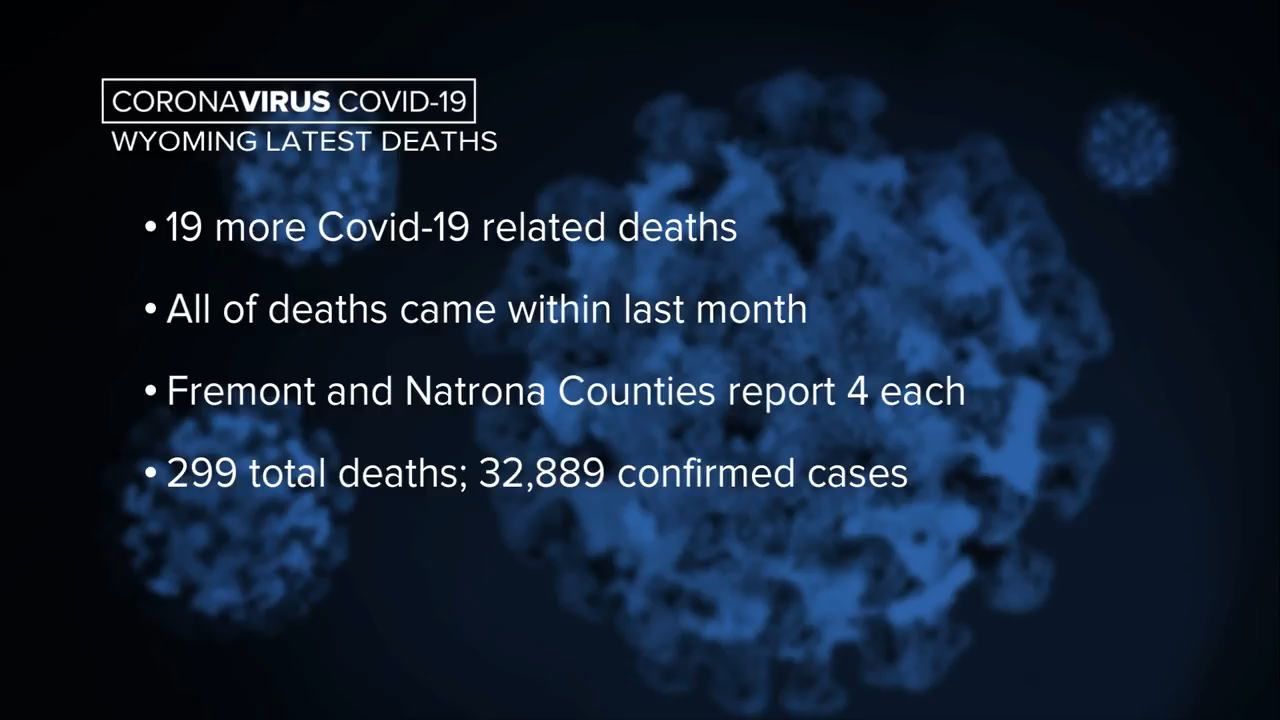 CORONAVIRUS COVID-19
WYOMING LATEST DEATHS
• 19 more Covid-19 related deaths
• All of deaths came within last month
• Fremont and Natrona Counties report 4 each
• 299 total deaths; 32,889 confirmed cases